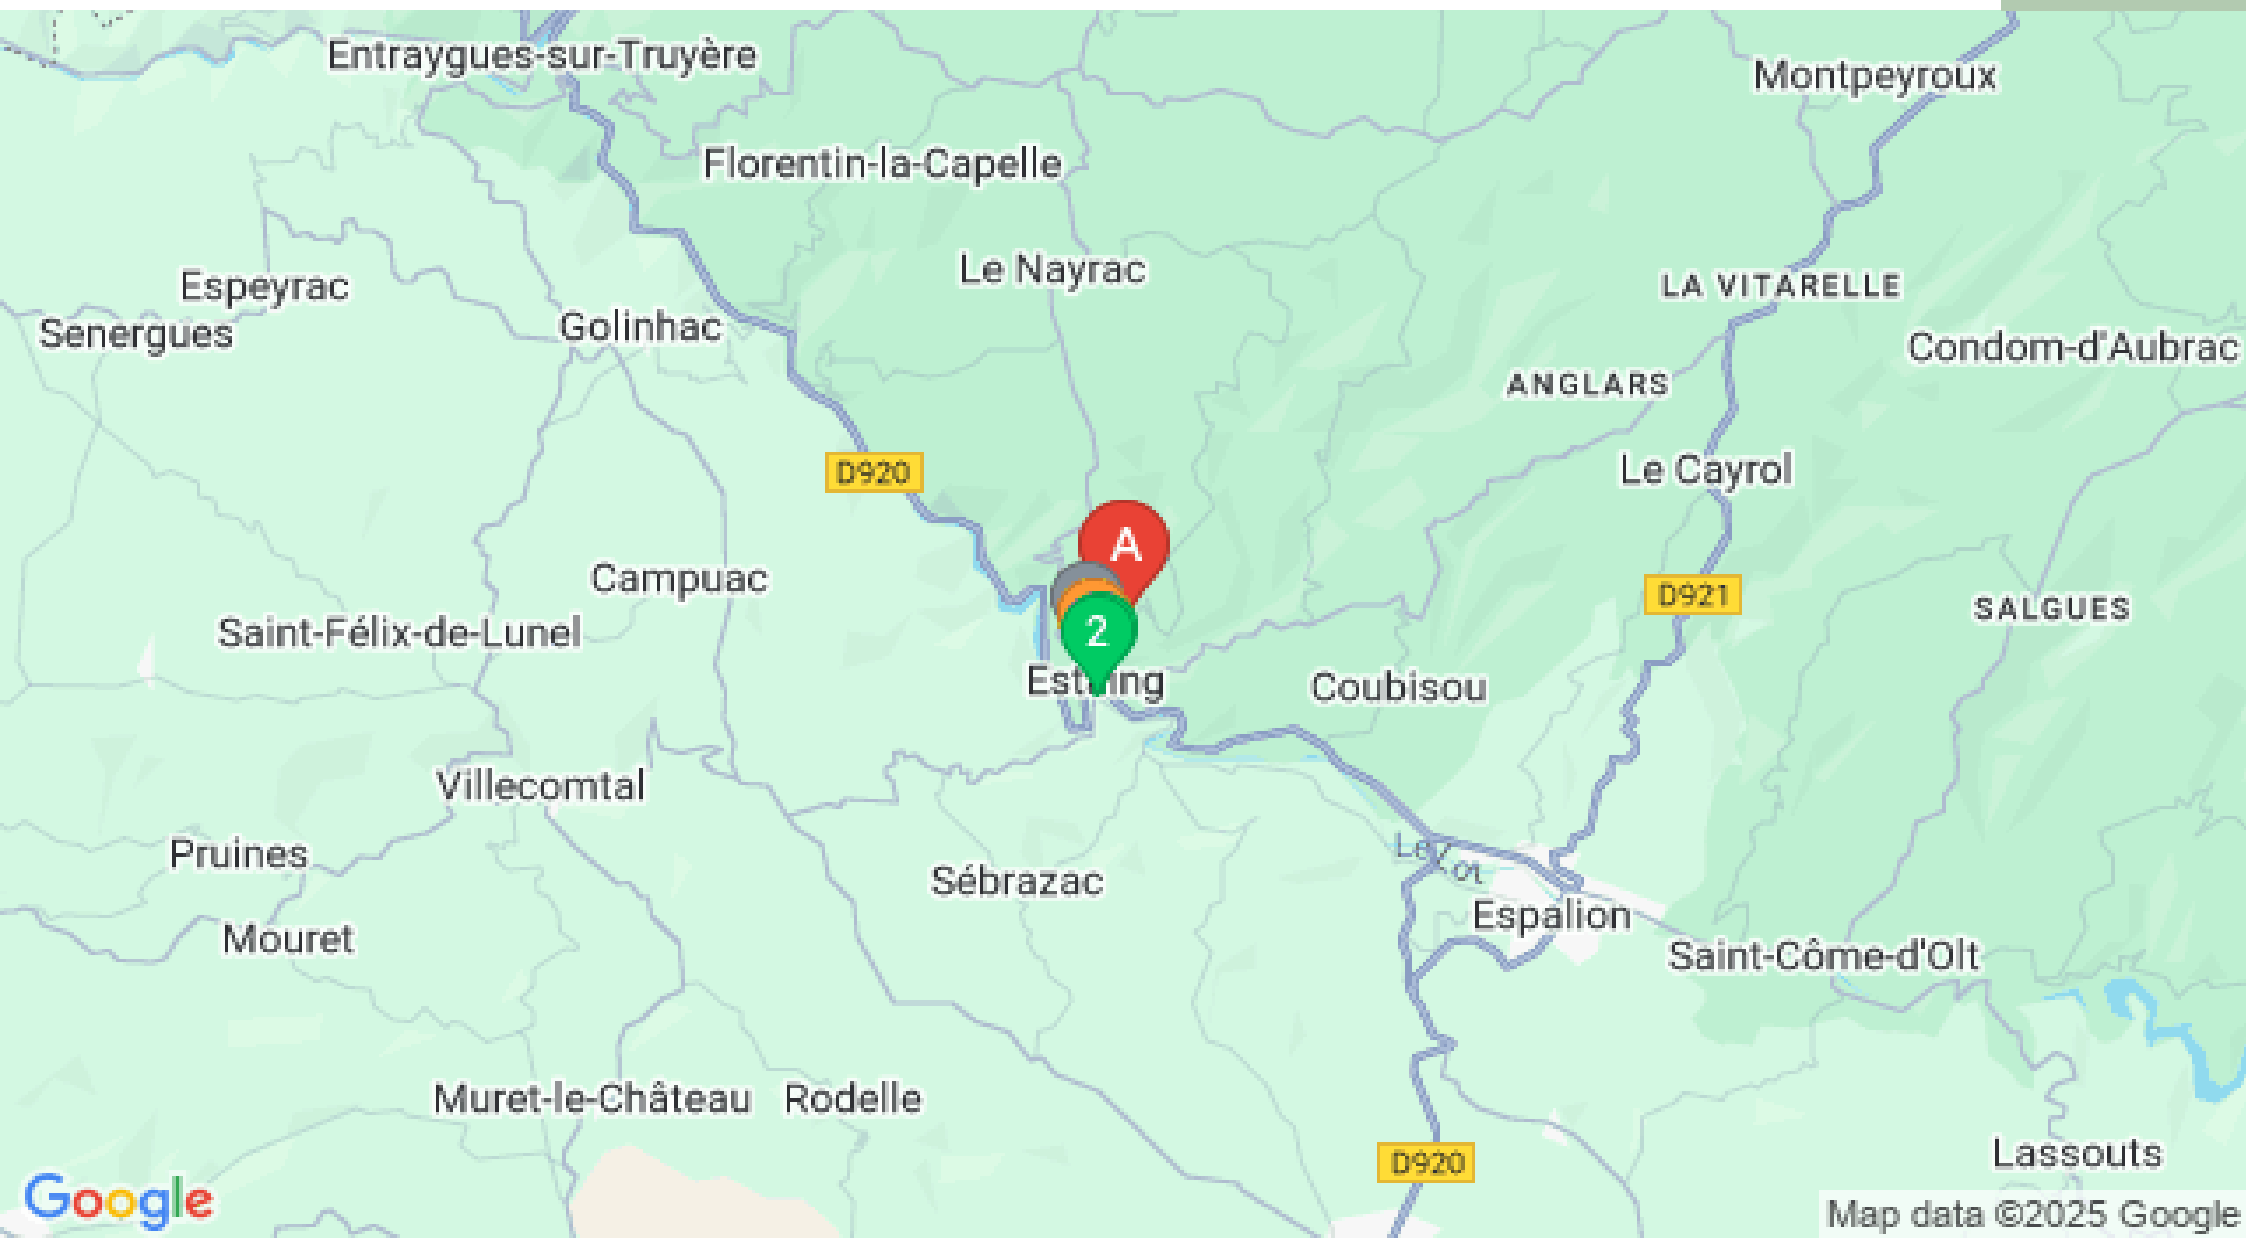 Entraygues-sur-Truyère
Montpeyroux
Florentin-la-Capelle
Le Nayrac
LA VITARELLE
Espeyrac
Senergues
Golinhac
Condom-d'Aubrac
ANGLARS
D920
Le Cayrol
A
Campuac
D921
SALGUES
Saint-Félix-de-Lunel
2
Estaing
Coubisou
Villecomtal
Pruines
Le Lot
Sébrazac
Espalion
Mouret
Saint-Côme-d'Olt
Muret-le-Château
Rodelle
D920
Lassouts
Google
Map data ©2025 Google